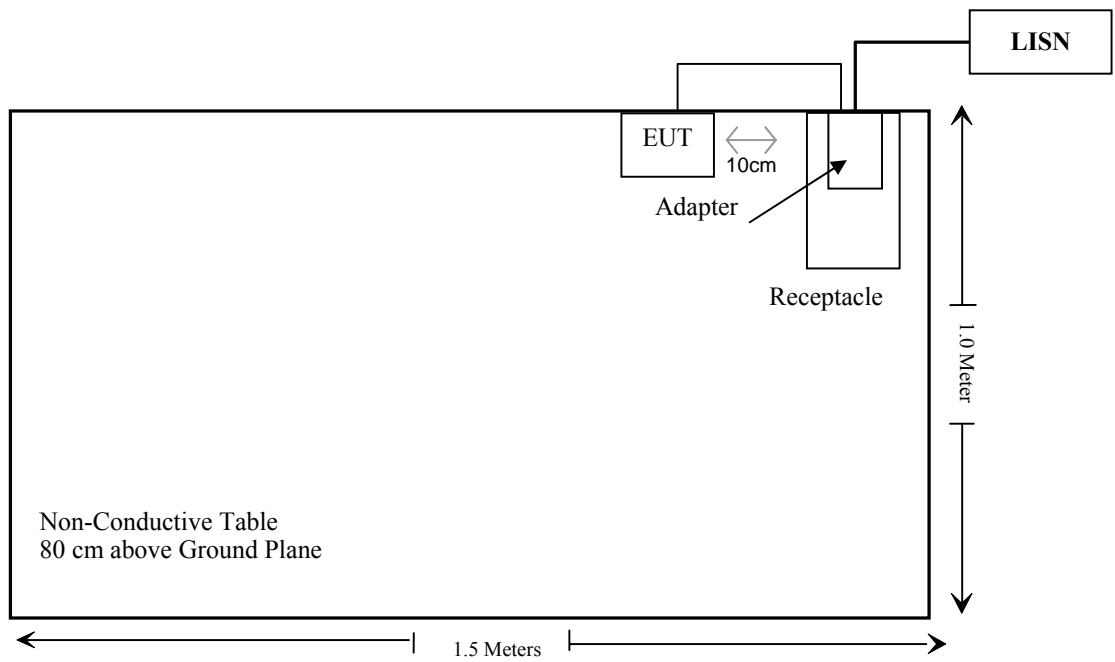 LISN
EUT
10cm
Adapter
Receptacle
1.0 Meter
Non-Conductive Table
80 cm above Ground Plane
1.5 Meters